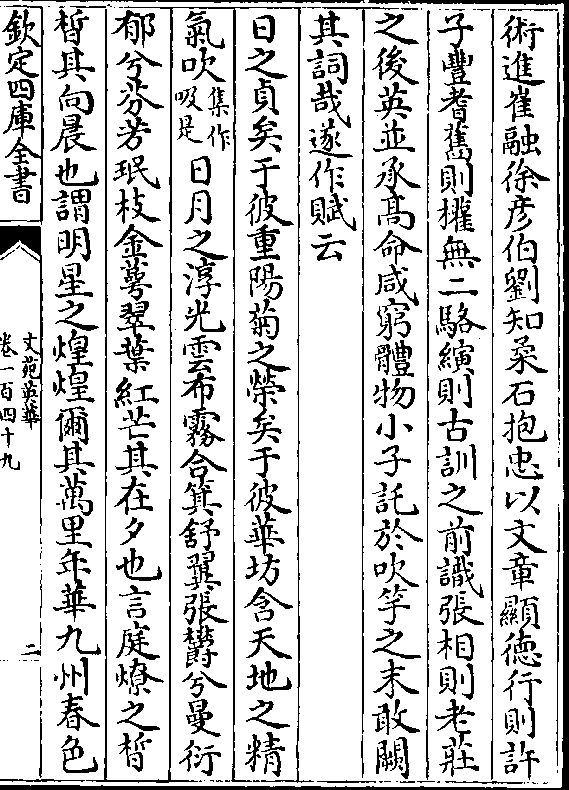 術進崔融徐彦伯劉知柔石抱忠以文章顯徳行則許
子豐耆舊則權無二駱縯則古訓之前識張相則老莊
之後英並承髙命咸窮體物小子託於吹竽之末敢闕
其詞哉遂作賦云
日之貞矣于彼重陽菊之榮矣于彼華坊含天地之精
氣吹集作吸是日月之淳光雲布霧合箕舒翼張鬱兮曼衍
郁兮芬芳珉枝金萼翠葉紅芒其在夕也言庭燎之晳
晳其向晨也謂明星之煌煌爾其萬里年華九州春色
欽定四庫全書
文苑英華
卷一百四十九
二